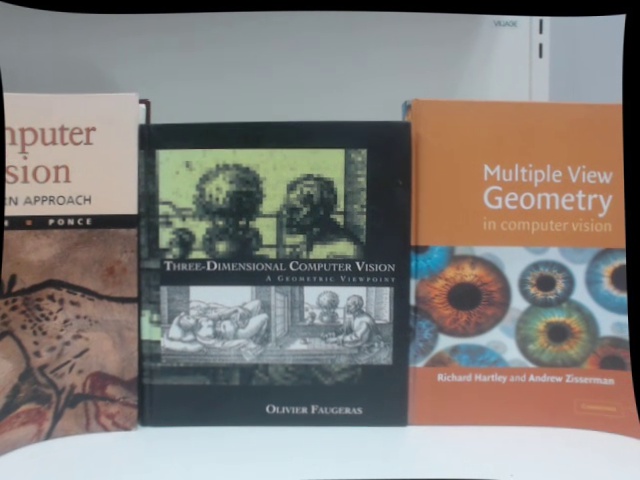 mputer
sion
RN APPROACH
PONCE
THREE-DIMENSIONAL COMPUTER VISION
A GEOMETRIC VIEWPOINT
OLIVIER FAUGERAS
Multiple View
Geometry
in computer vision
Richard Hartley and Andrew Zisserman